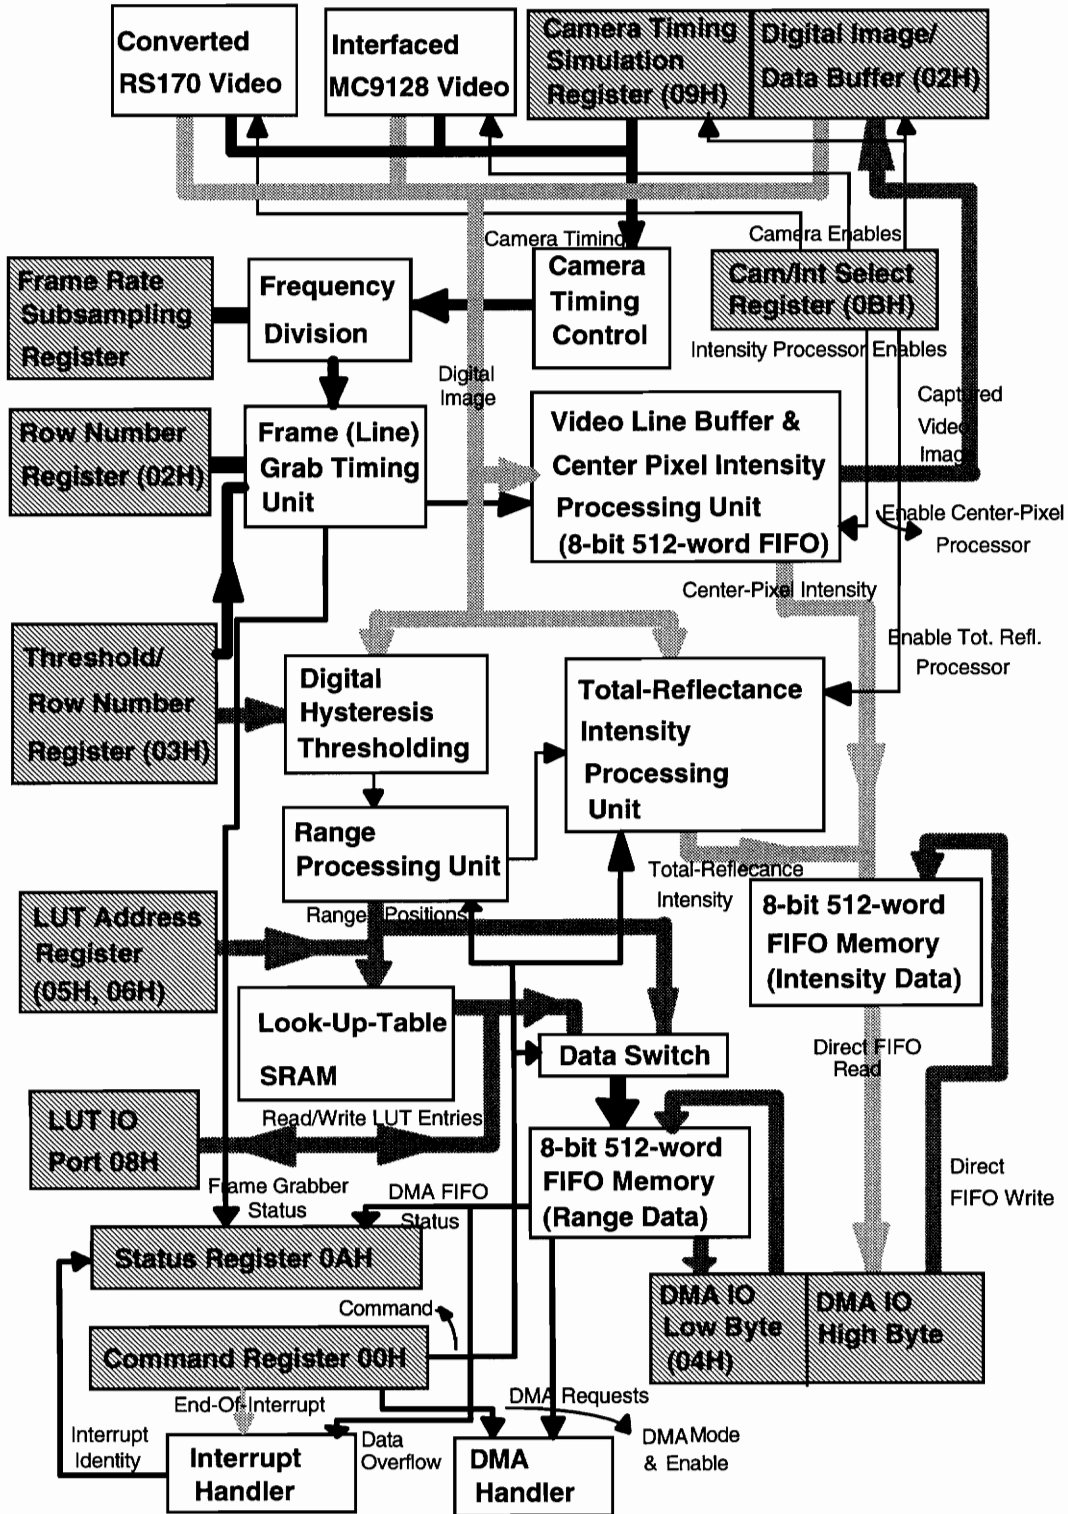 Converted
RS170 Video
Interfaced
MC9128 Video
Camera Timing
Simulation
Register (09H)
Digital Image/
Data Buffer (02H)
Camera Timing
Camera Enables
Frame Rate
Subsampling
Register
Frequency
Division
Camera
Timing
Control
Cam/Int Select
Register (0BH)
Intensity Processor Enables
Digital
Image
Captured
Video
Image
Row Number
Register (02H)
Frame (Line)
Grab Timing
Unit
Video Line Buffer &
Center Pixel Intensity
Processing Unit
(8-bit 512-word FIFO)
Enable Center-Pixel
Processor
Center-Pixel Intensity
Enable Tot. Refl.
Processor
Threshold/
Row Number
Register (03H)
Digital
Hysteresis
Thresholding
Total-Reflectance
Intensity
Processing
Unit
Range
Processing Unit
Total-Reflecance
Intensity
Range Positions
LUT Address
Register
(05H, 06H)
8-bit 512-word
FIFO Memory
(Intensity Data)
Look-Up-Table
SRAM
Data Switch
Direct FIFO
Read
Read/Write LUT Entries
LUT IO
Port 08H
8-bit 512-word
FIFO Memory
(Range Data)
Direct
FIFO Write
Frame Grabber
Status
DMA FIFO
Status
Status Register 0AH
DMA IO
Low Byte
(04H)
DMA IO
High Byte
Command
Command Register 00H
End-Of-Interrupt
DMA Requests
Interrupt
Identity
Data
Overflow
DMA Mode
& Enable
Interrupt
Handler
DMA
Handler